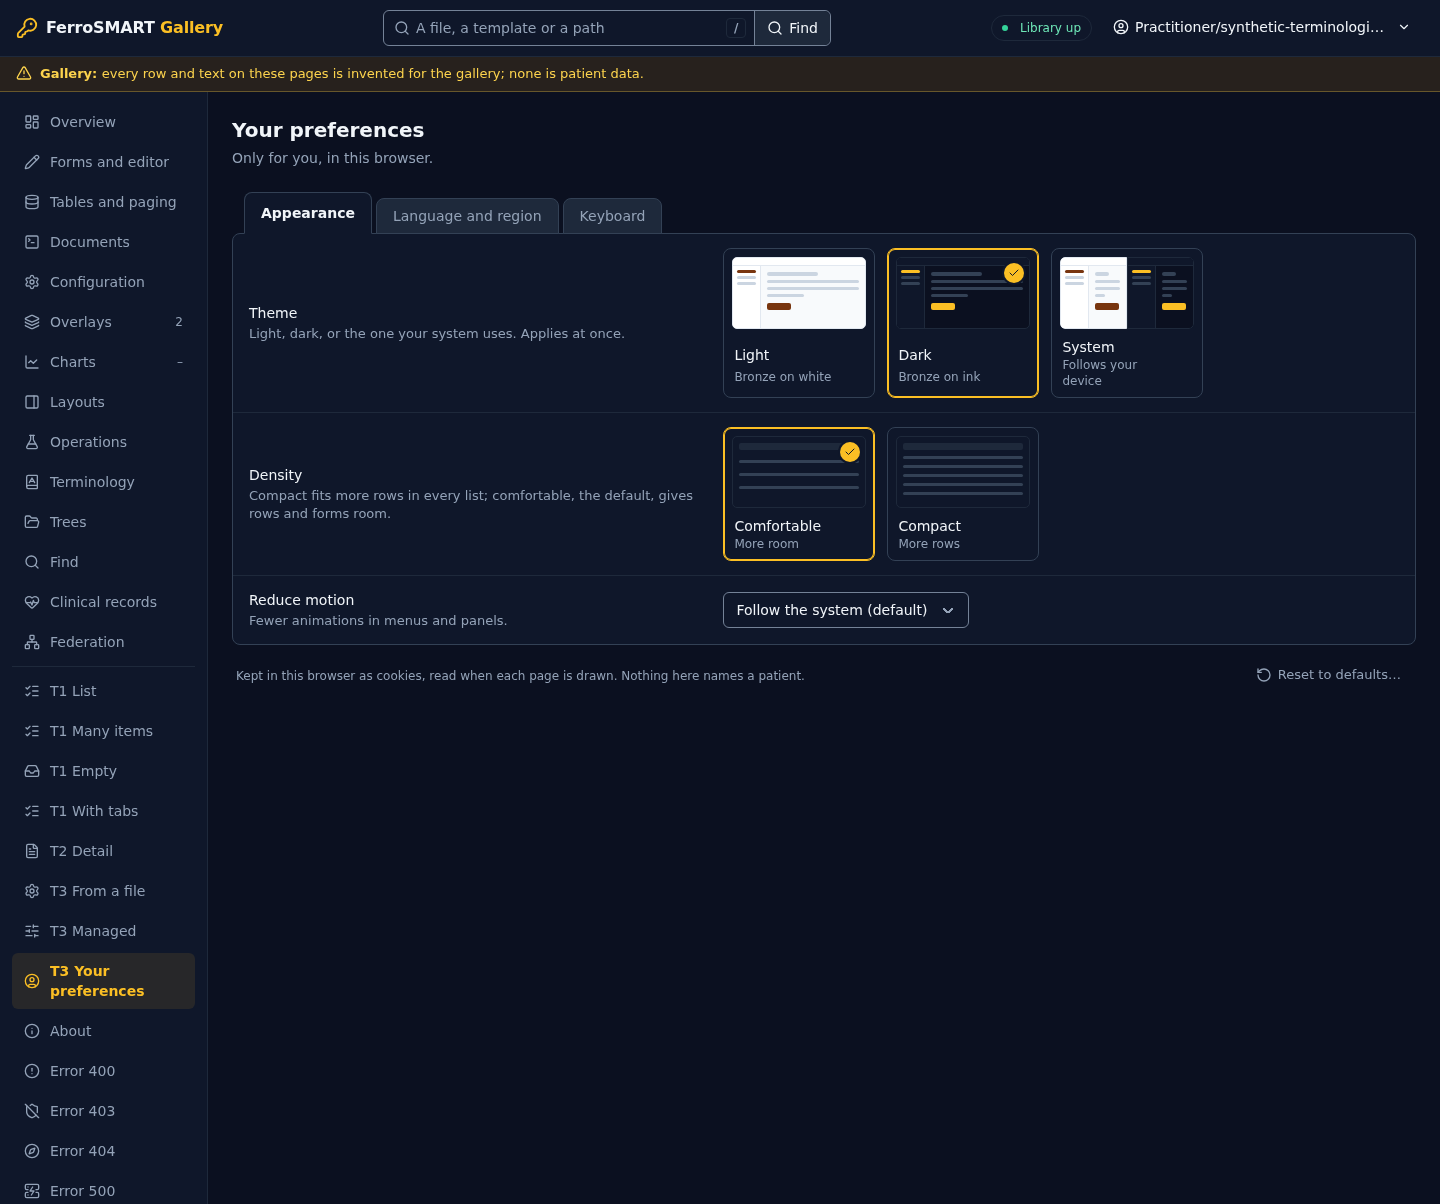 FerroSMART Gallery
A file, a template or a path
/
Find
Library up
Practitioner/synthetic-terminologi...
Gallery: every row and text on these pages is invented for the gallery; none is patient data.
Overview
Forms and editor
Tables and paging
Documents
Configuration
Overlays 2
Charts –
Layouts
Operations
Terminology
Trees
Find
Clinical records
Federation
T1 List
T1 Many items
T1 Empty
T1 With tabs
T2 Detail
T3 From a file
T3 Managed
T3 Your
preferences
About
Error 400
Error 403
Error 404
Error 500
Your preferences
Only for you, in this browser.
Appearance
Language and region
Keyboard
Theme
Light, dark, or the one your system uses. Applies at once.
Light
Bronze on white
Dark
Bronze on ink
System
Follows your
device
Density
Compact fits more rows in every list; comfortable, the default, gives
rows and forms room.
Comfortable
More room
Compact
More rows
Reduce motion
Fewer animations in menus and panels.
Follow the system (default)
Kept in this browser as cookies, read when each page is drawn. Nothing here names a patient.
Reset to defaults...